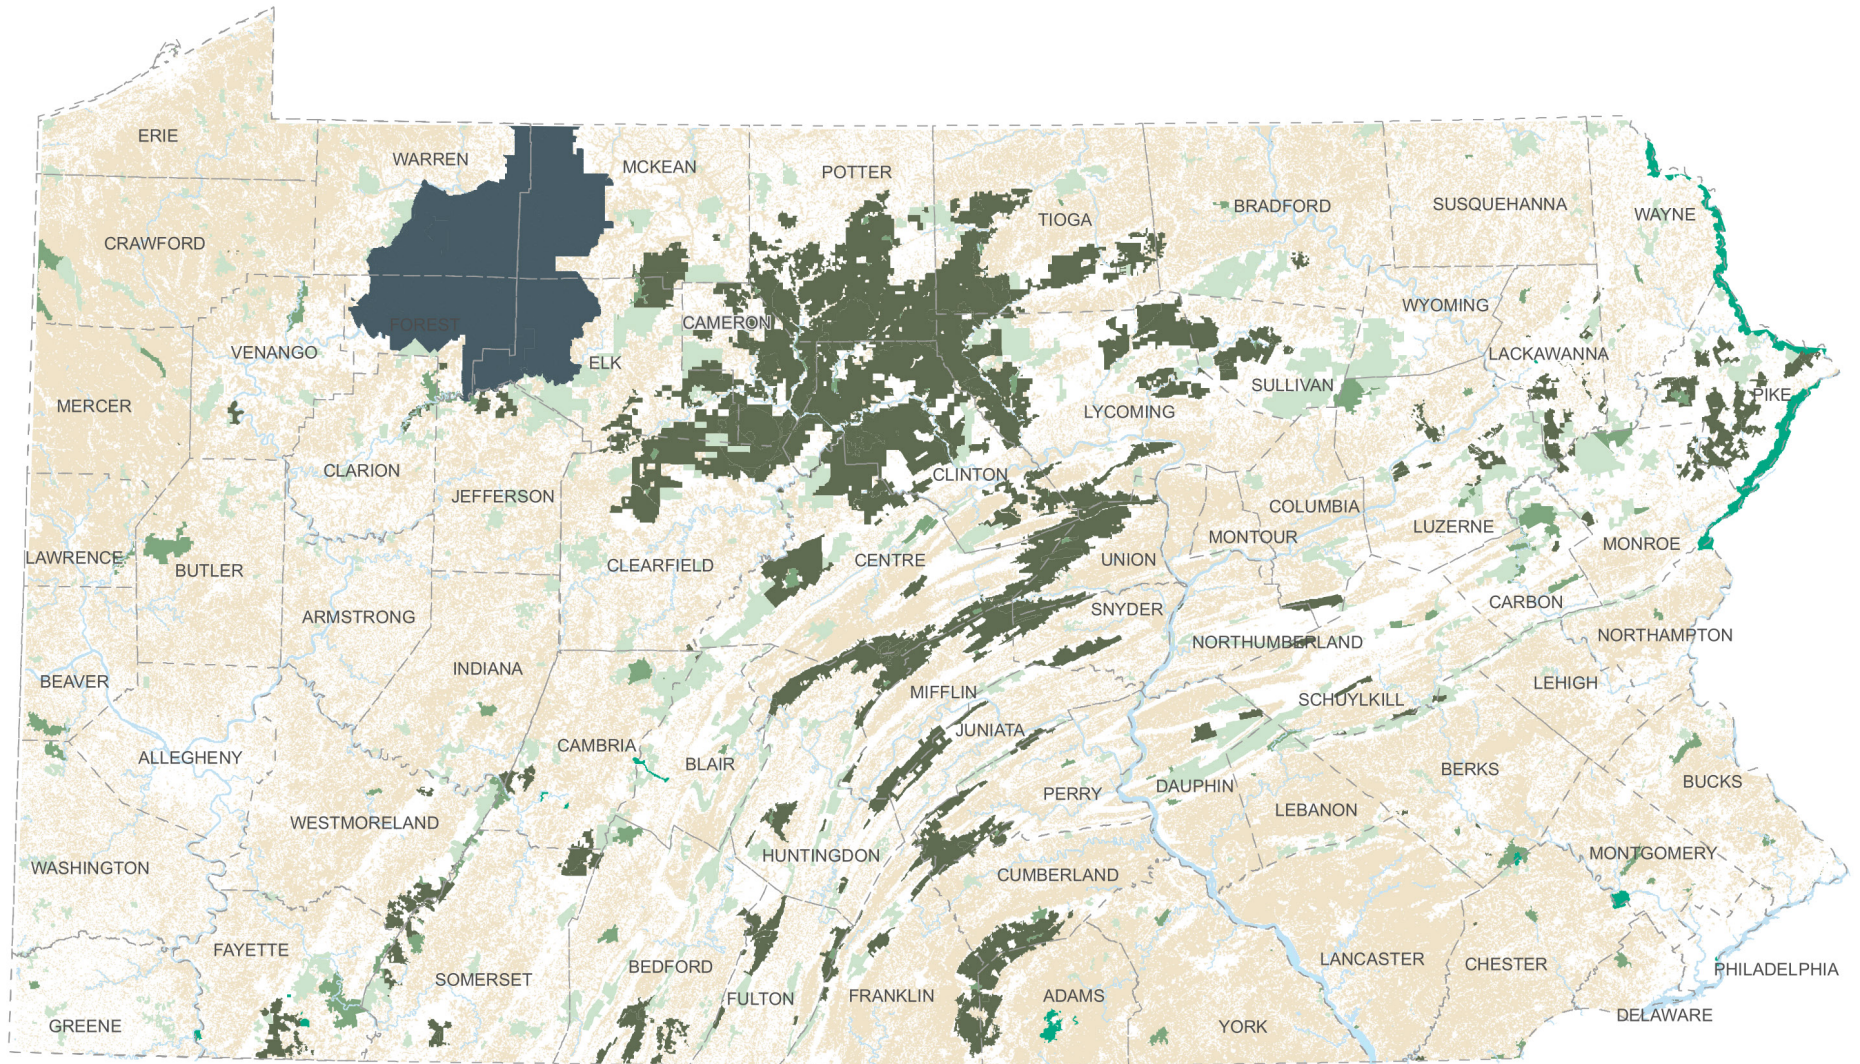 ERIE
WARREN
MCKEAN
POTTER
TIOGA
BRADFORD
SUSQUEHANNA
WAYNE
CRAWFORD
WYOMING
FOREST
CAMERON
VENANGO
ELK
LACKAWANNA
SULLIVAN
PIKE
MERCER
LYCOMING
CLARION
CLINTON
JEFFERSON
COLUMBIA
LUZERNE
MONTOUR
MONROE
LAWRENCE
BUTLER
CLEARFIELD
CENTRE
UNION
CARBON
ARMSTRONG
SNYDER
NORTHUMBERLAND
NORTHAMPTON
INDIANA
BEAVER
MIFFLIN
LEHIGH
SCHUYLKILL
JUNIATA
CAMBRIA
ALLEGHENY
BLAIR
BERKS
BUCKS
DAUPHIN
PERRY
LEBANON
WESTMORELAND
HUNTINGDON
MONTGOMERY
WASHINGTON
CUMBERLAND
FAYETTE
LANCASTER
CHESTER
BEDFORD
PHILADELPHIA
SOMERSET
FULTON
FRANKLIN
ADAMS
DELAWARE
GREENE
YORK